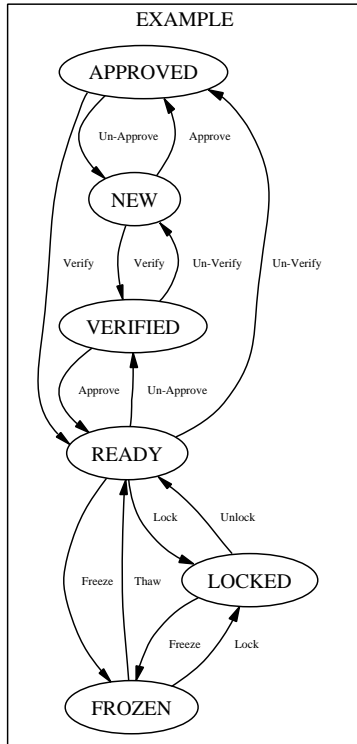 EXAMPLE
APPROVED
Un-Approve Approve
NEW
Verify Verify Un-Verify Un-Verify
VERIFIED
Approve Un-Approve
READY
Lock Unlock
Freeze Thaw
LOCKED
Freeze Lock
FROZEN